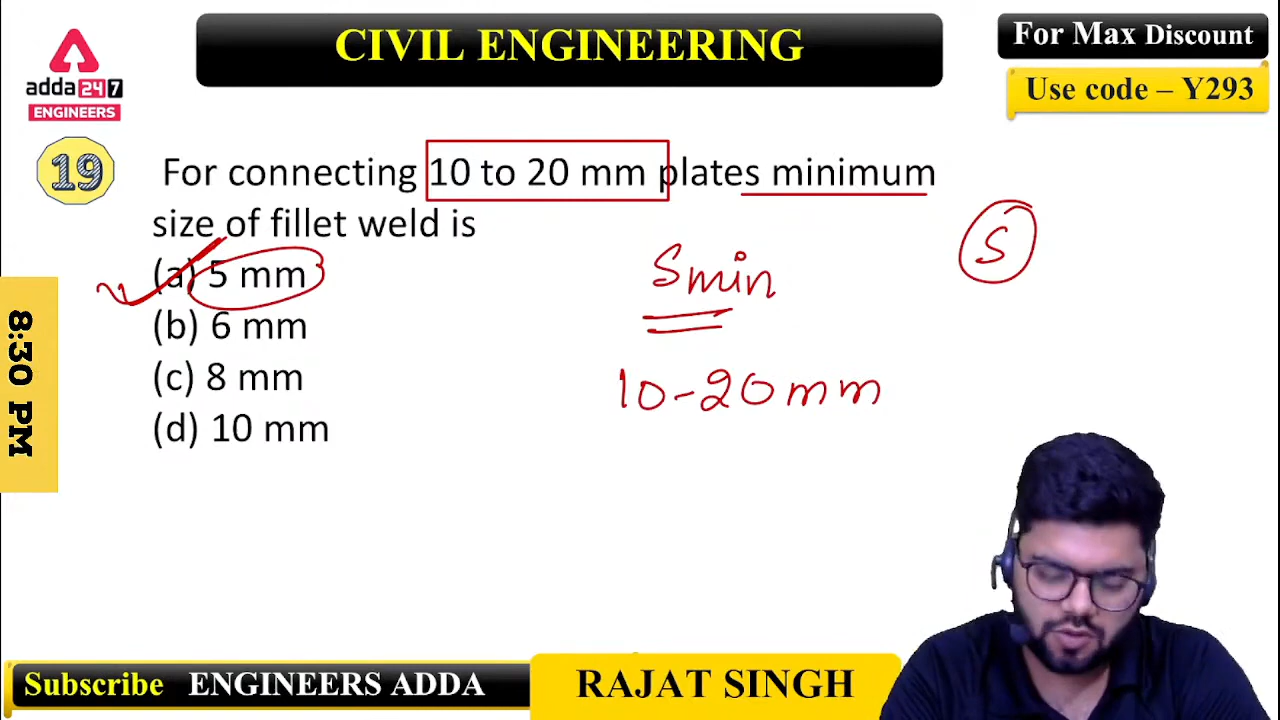 CIVIL ENGINEERING
For Max Discount
Use code – Y293
adda 24 7
ENGINEERS
19
For connecting 10 to 20 mm plates minimum
size of fillet weld is
(a) 5 mm
(b) 6 mm
(c) 8 mm
(d) 10 mm
S
Smin
10-20mm
8:30 PM
Subscribe ENGINEERS ADDA
RAJAT SINGH